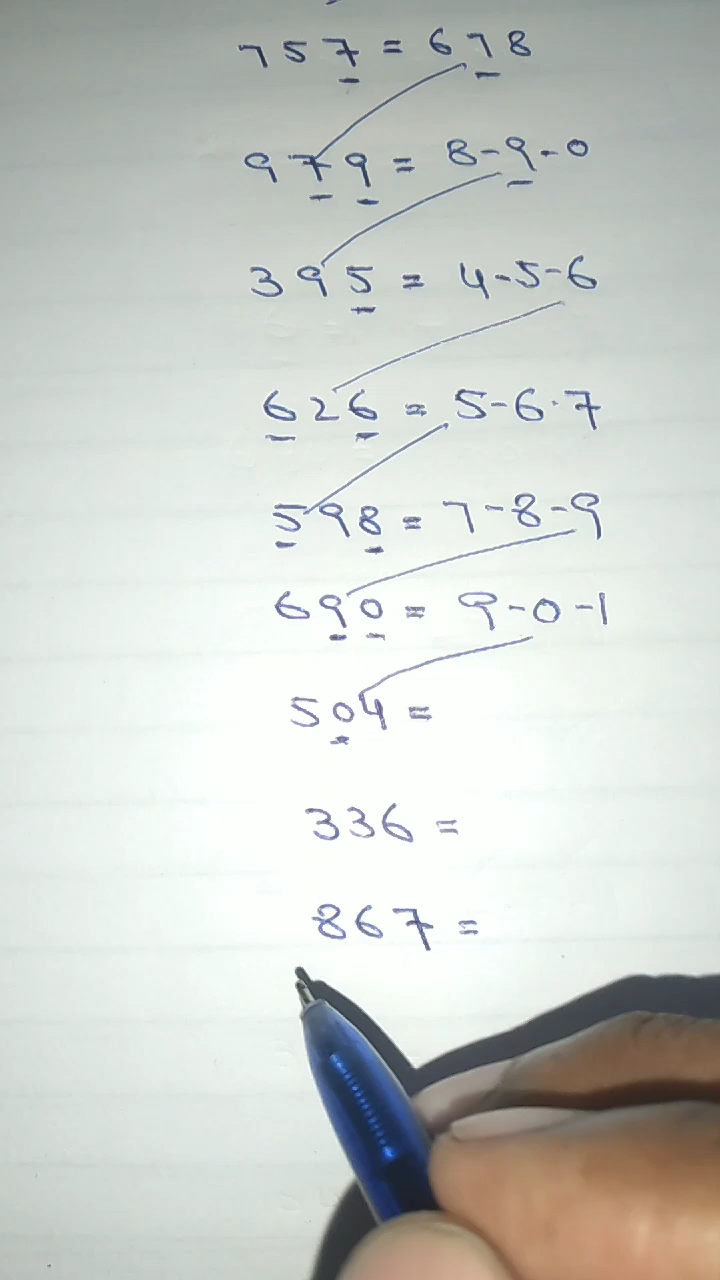 757 = 678
979 = 8-9-0
395 = 4-5-6
626 = 5-6-7
598 = 7-8-9
690 = 9-0-1
504 =
336 =
867 =